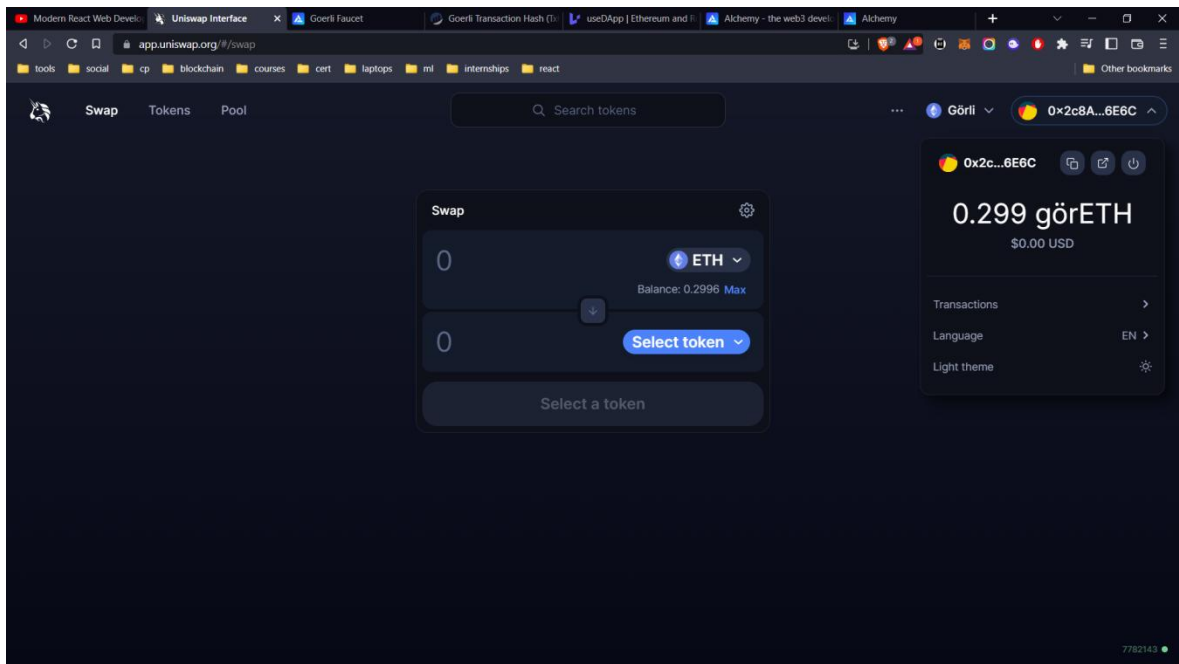 Modern React Web Develo
Uniswap Interface
Goerli Faucet
Goerli Transaction Hash (Tx
useDApp | Ethereum and R
Alchemy - the web3 develo
Alchemy
app.uniswap.org/#/swap
tools social cp blockchain courses cert laptops ml internships react Other bookmarks
Swap Tokens Pool Search tokens ... Görli 0×2c8A...6E6C
0x2c...6E6C
Swap
0.299 görETH
$0.00 USD
0 ETH
Balance: 0.2996 Max
0 Select token
Select a token
Transactions
Language EN
Light theme
7782143